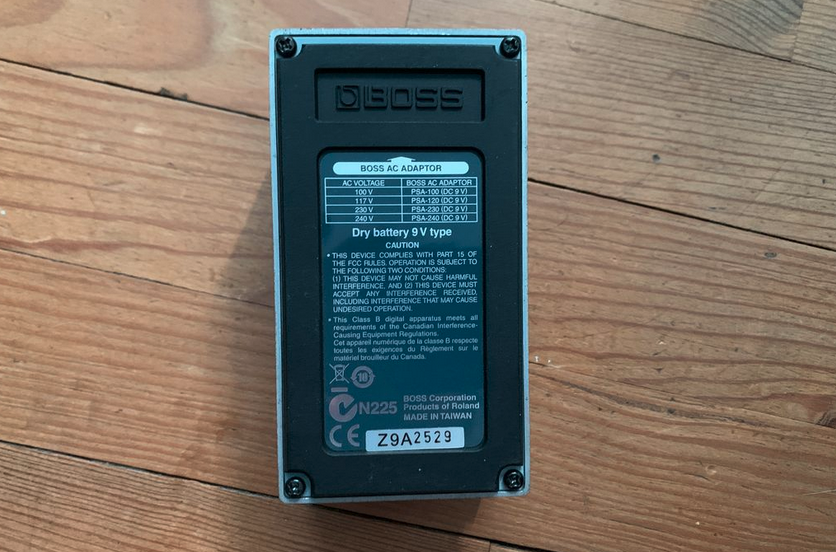 BOSS
BOSS AC ADAPTOR
AC VOLTAGE BOSS AC ADAPTOR
100 V PSA-100 (DC 9 V)
117 V PSA-120 (DC 9 V)
230 V PSA-230 (DC 9 V)
240 V PSA-240 (DC 9 V)
Dry battery 9 V type
CAUTION
• THIS DEVICE COMPLIES WITH PART 15 OF
THE FCC RULES. OPERATION IS SUBJECT TO
THE FOLLOWING TWO CONDITIONS:
(1) THIS DEVICE MAY NOT CAUSE HARMFUL
INTERFERENCE, AND (2) THIS DEVICE MUST
ACCEPT ANY INTERFERENCE RECEIVED,
INCLUDING INTERFERENCE THAT MAY CAUSE
UNDESIRED OPERATION.
• This Class B digital apparatus meets all
requirements of the Canadian Interference-
Causing Equipment Regulations.
Cet appareil numérique de la classe B respecte
toutes les exigences du Règlement sur le
matériel brouilleur du Canada.
10
N225
BOSS Corporation
Products of Roland
MADE IN TAIWAN
CE
Z9A2529